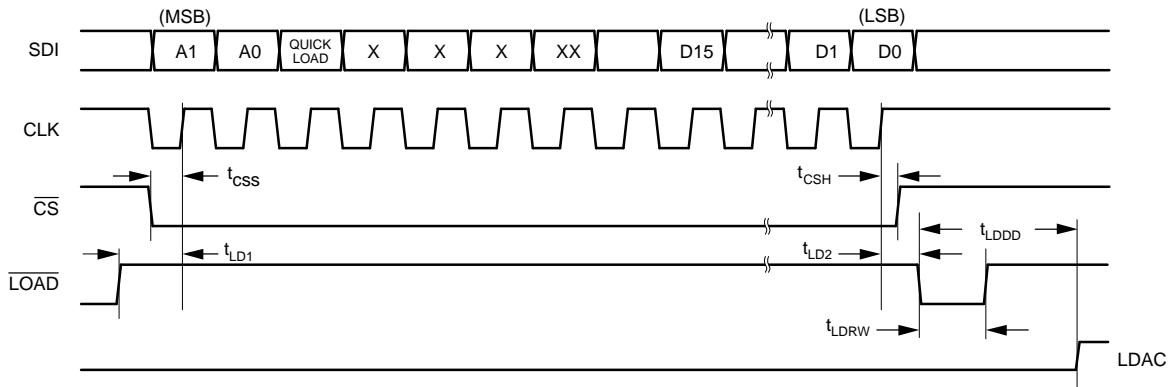 (MSB) (LSB)
SDI A1 A0 QUICK LOAD X X X XX D15 D1 D0
CLK
tCSS tCSH
CS
tLDDD
tLD1 tLD2
LOAD
tLDRW
LDAC